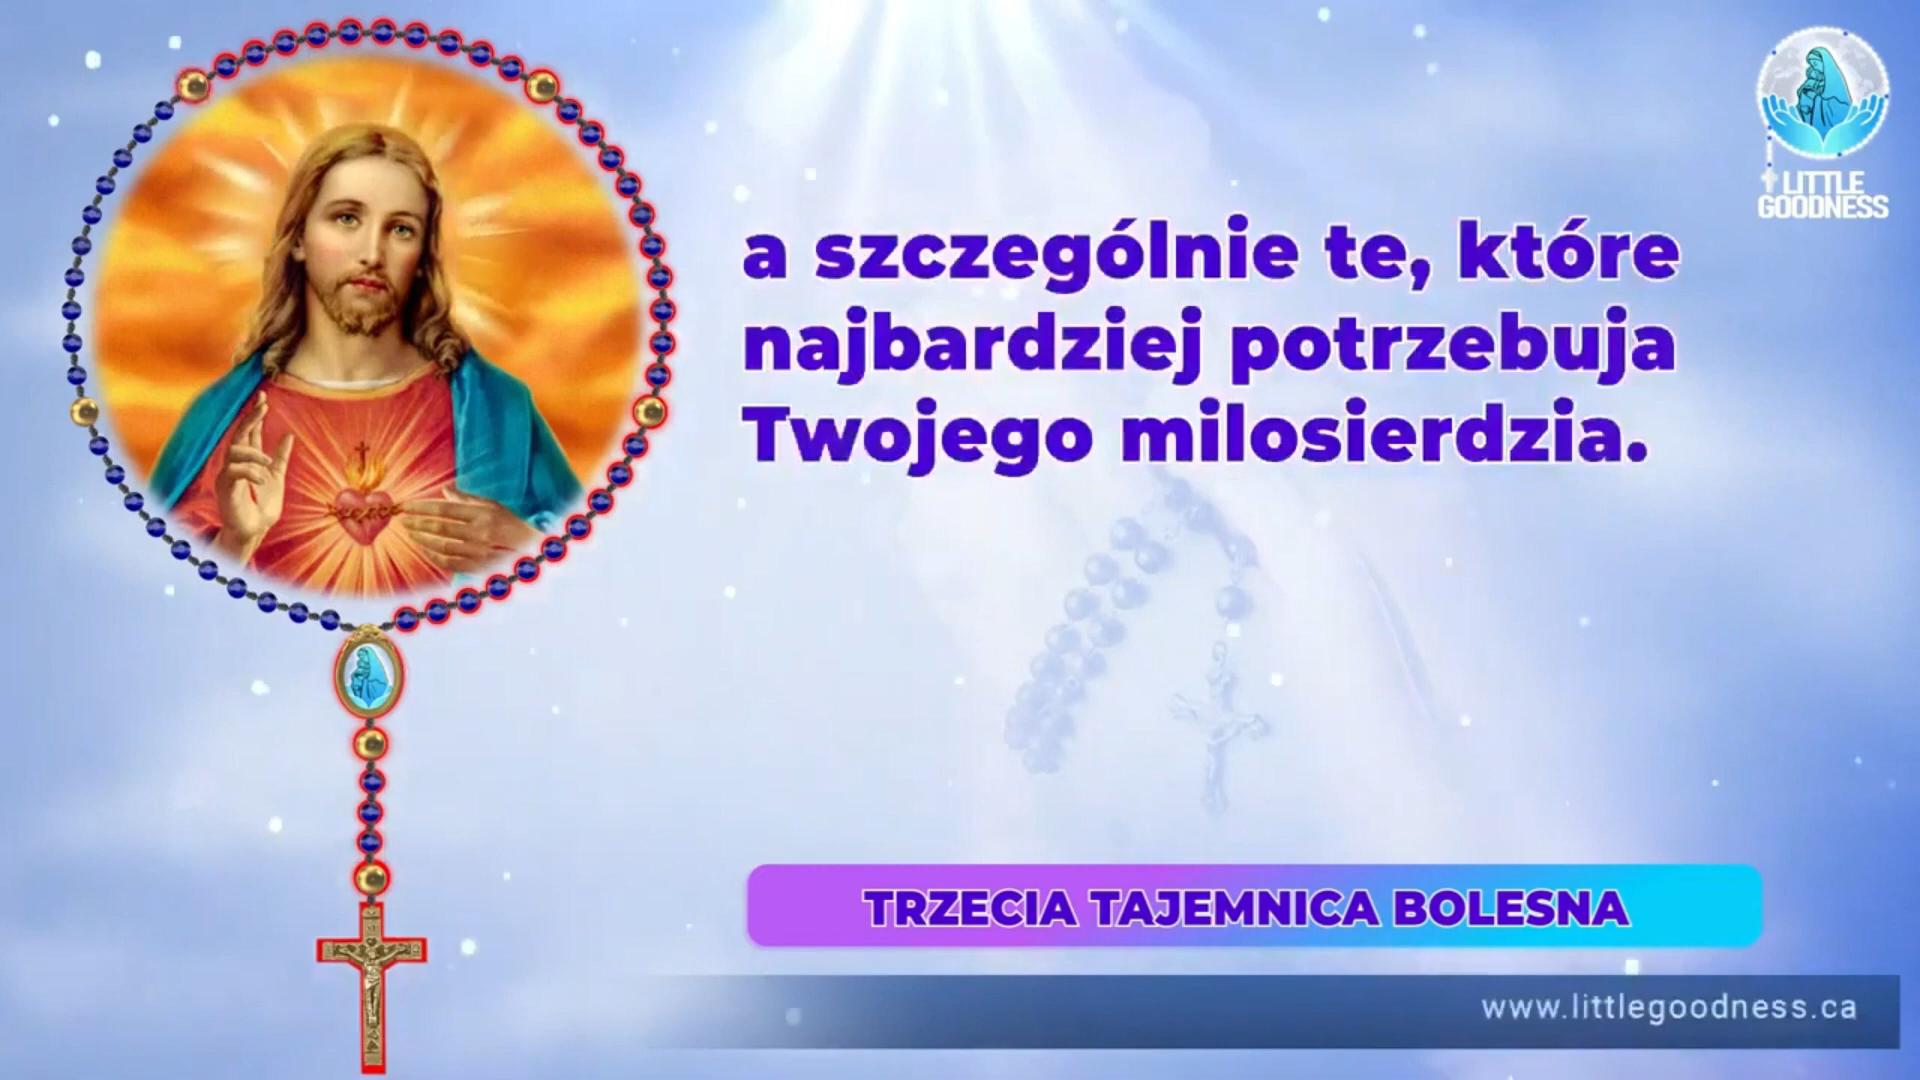 LITTLE
GOODNESS
a szczególnie te, które
najbardziej potrzebuja
Twojego milosierdzia.
TRZECIA TAJEMNICA BOLESNA
www.littlegoodness.ca